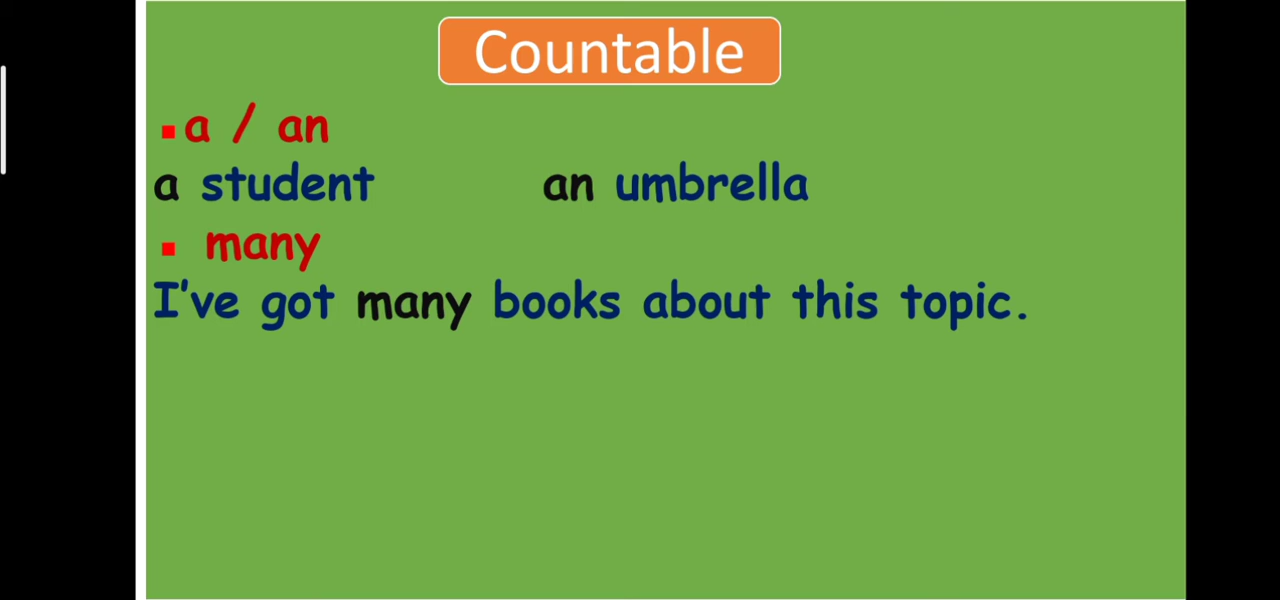 Countable
▪a / an
a student an umbrella
▪ many
I've got many books about this topic.